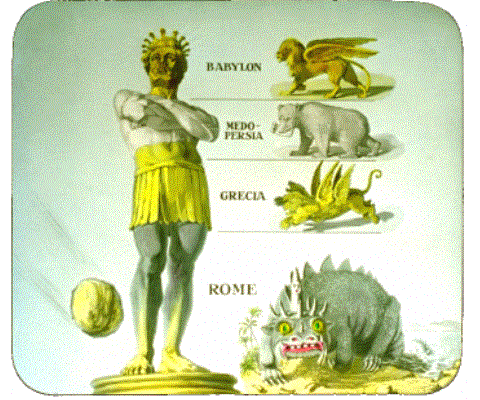 BABYLON
MEDO-
PERSIA
GRECIA
ROME